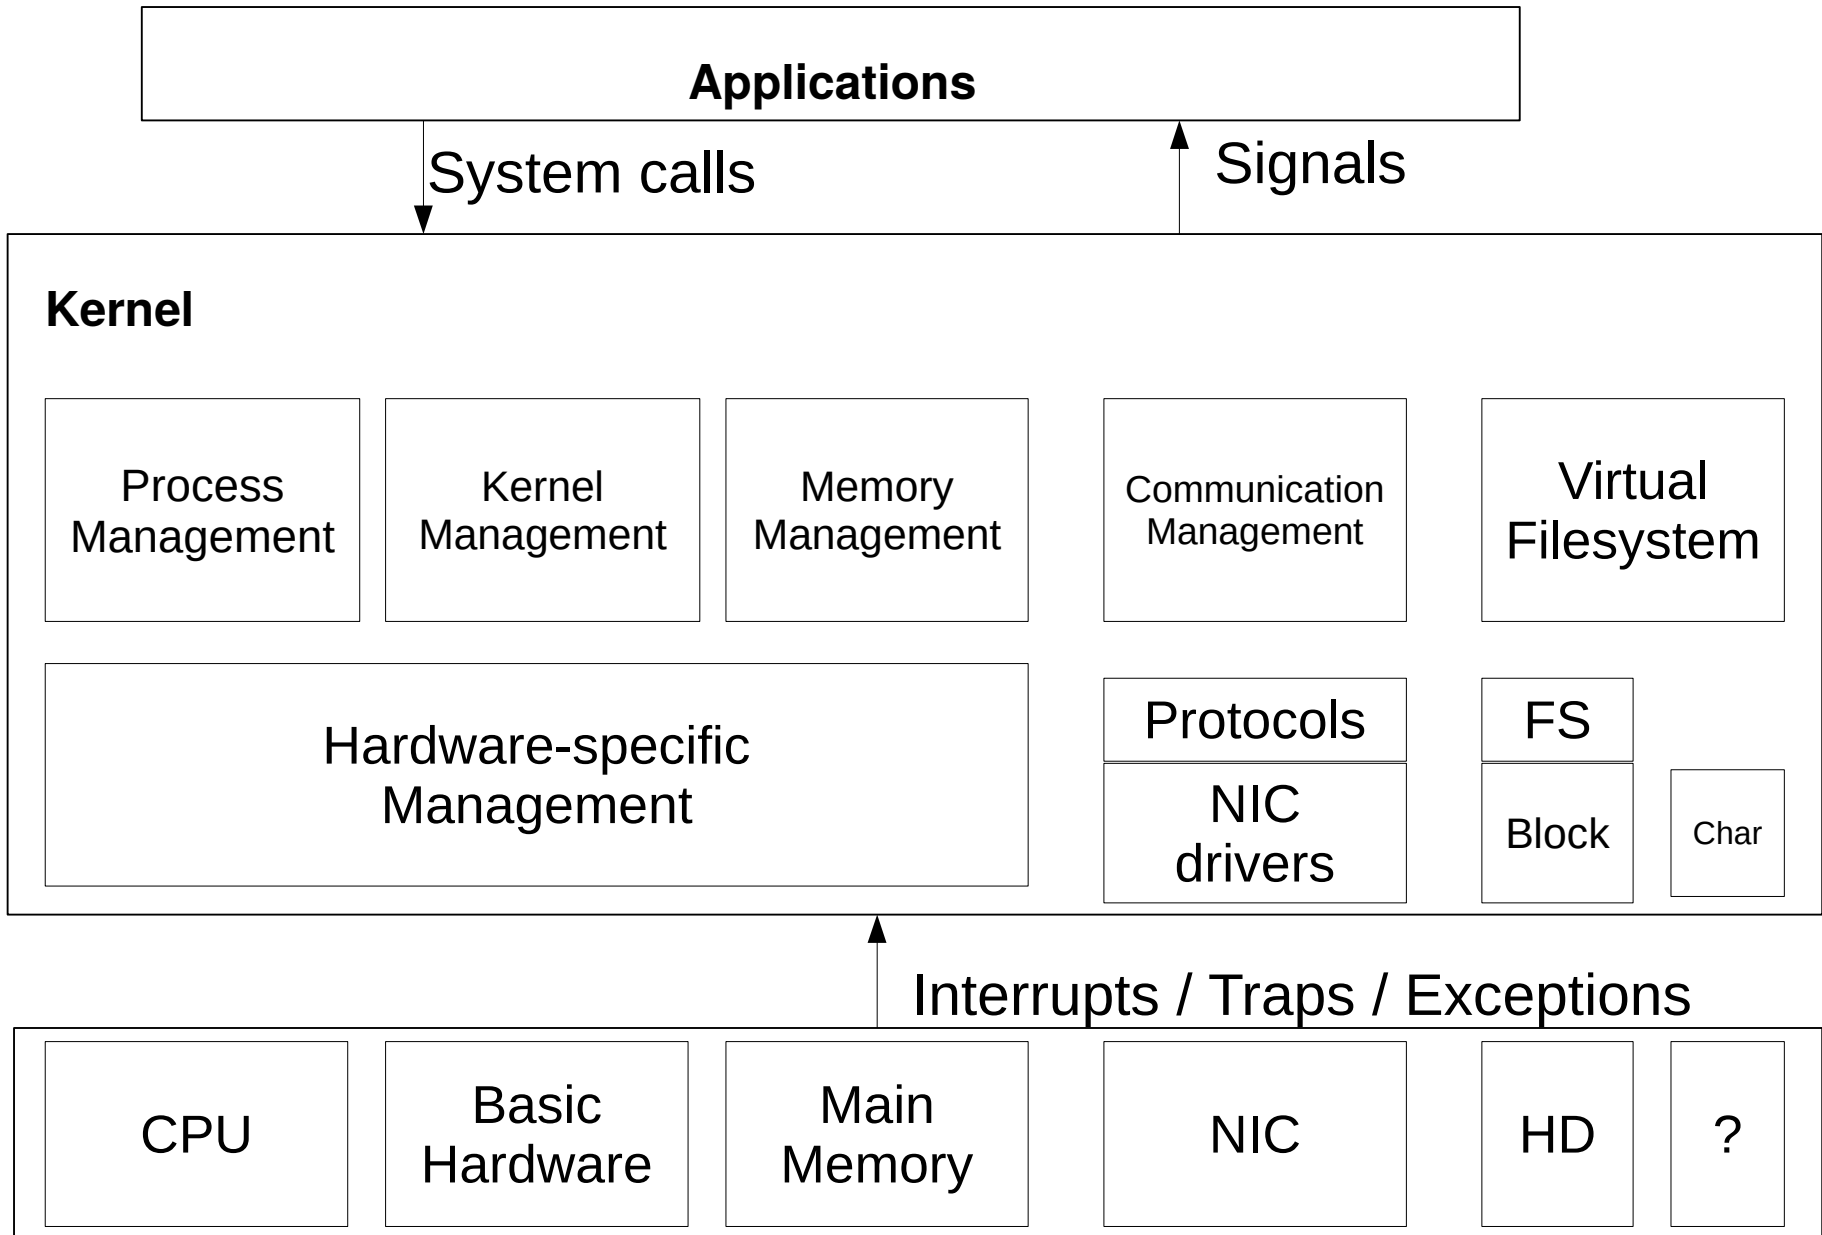 Applications
System calls
Signals
Kernel
Process
Management
Kernel
Management
Memory
Management
Communication
Management
Virtual
Filesystem
Hardware-specific
Management
Protocols
NIC
drivers
FS
Block
Char
Interrupts / Traps / Exceptions
CPU
Basic
Hardware
Main
Memory
NIC
HD
?